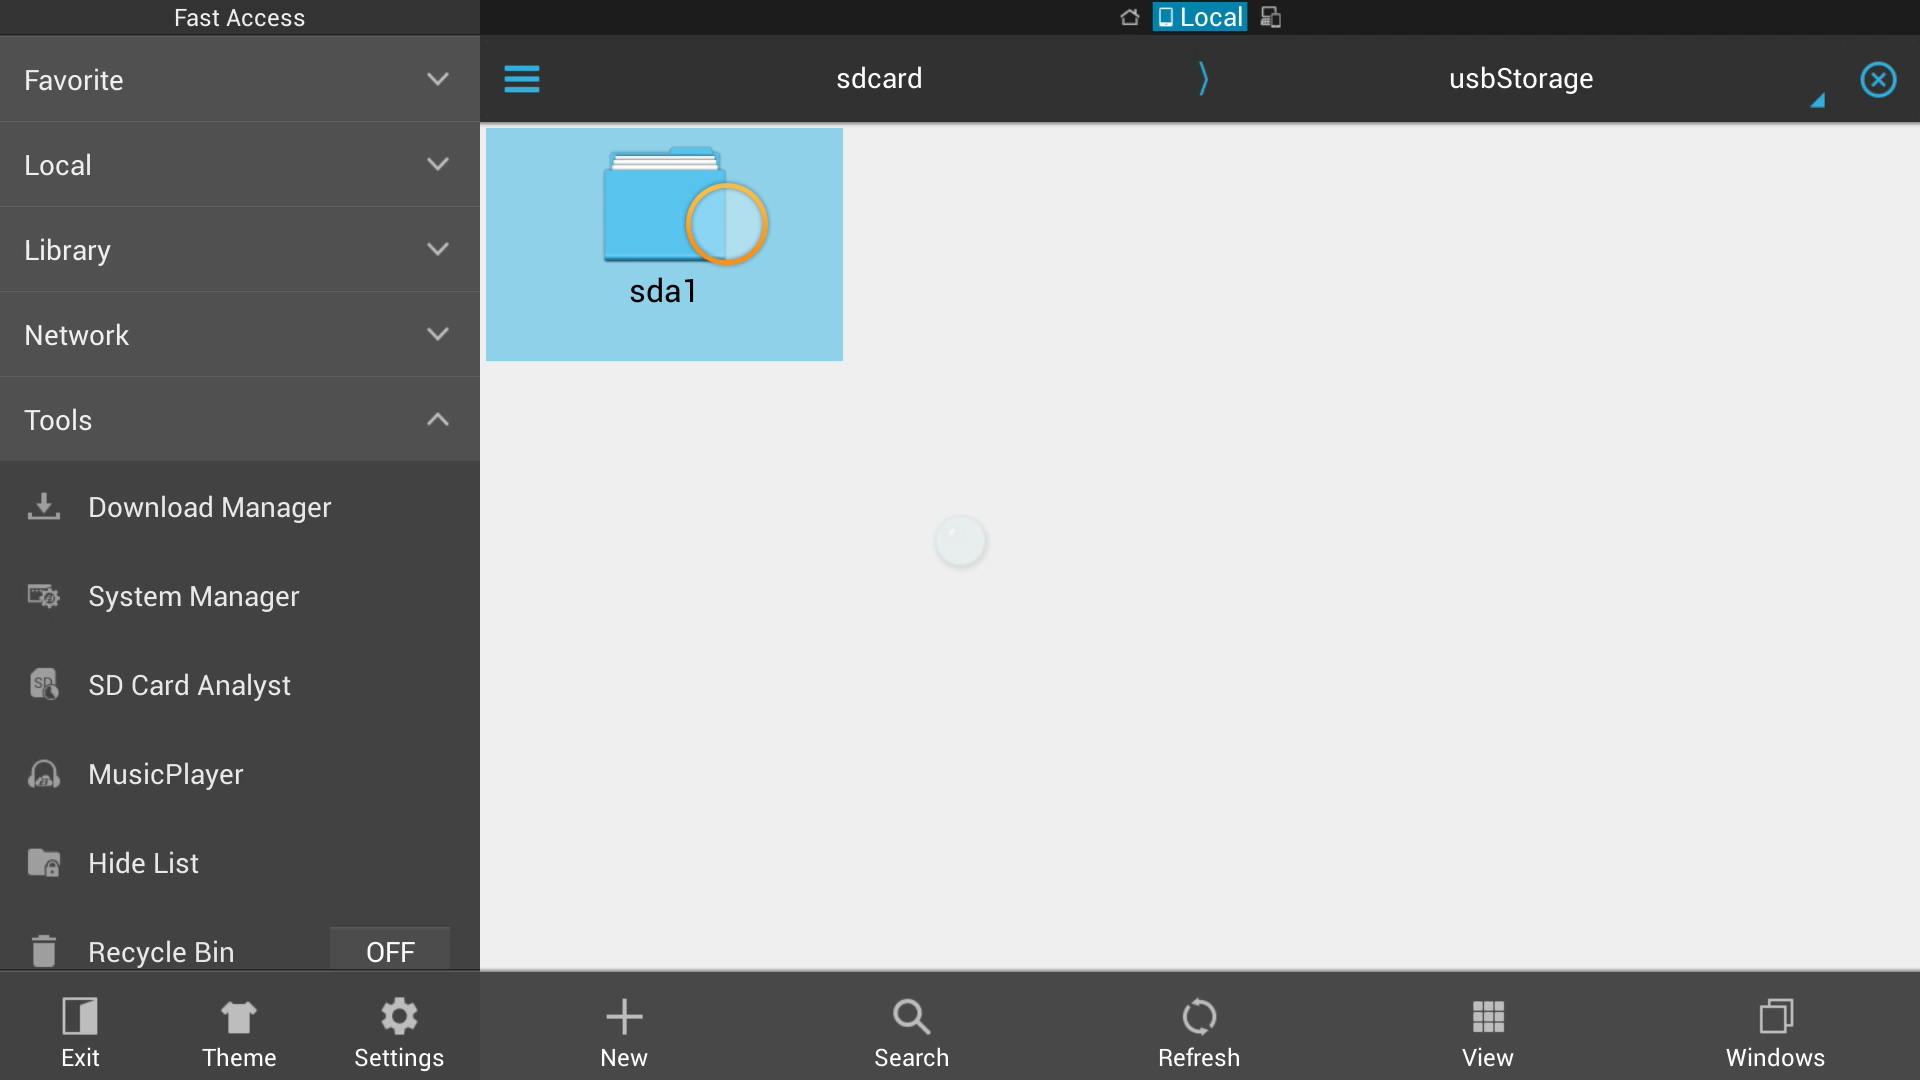 Fast Access
Local
Favorite
Local
Library
Network
Tools
Download Manager
System Manager
SD Card Analyst
MusicPlayer
Hide List
Recycle Bin OFF
Exit
Theme
Settings
sdcard
usbStorage
sda1
New
Search
Refresh
View
Windows